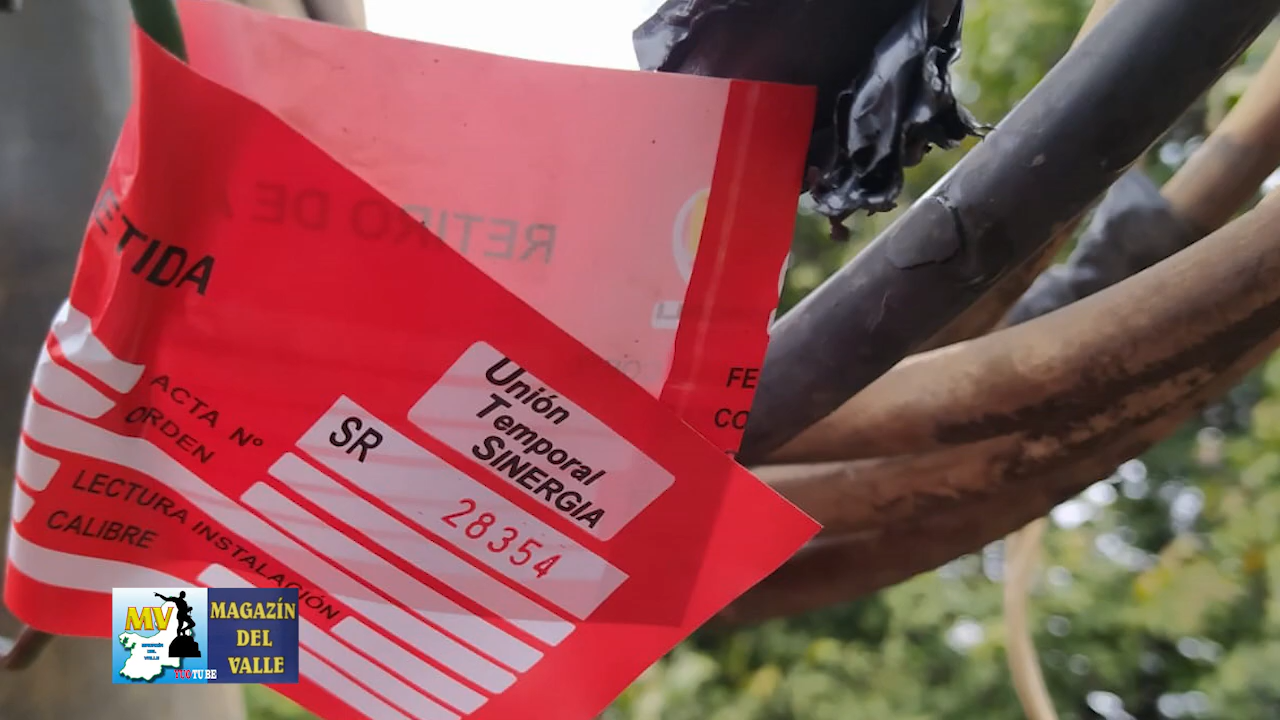 RETIRO DE
ETIDA
FE
CO
Unión
Temporal
SINERGIA
ACTA Nº
SR
28354
ORDEN
LECTURA INSTALACIÓN
CALIBRE
MV
MAGAZÍN
DEL
VALLE
YOUTUBE